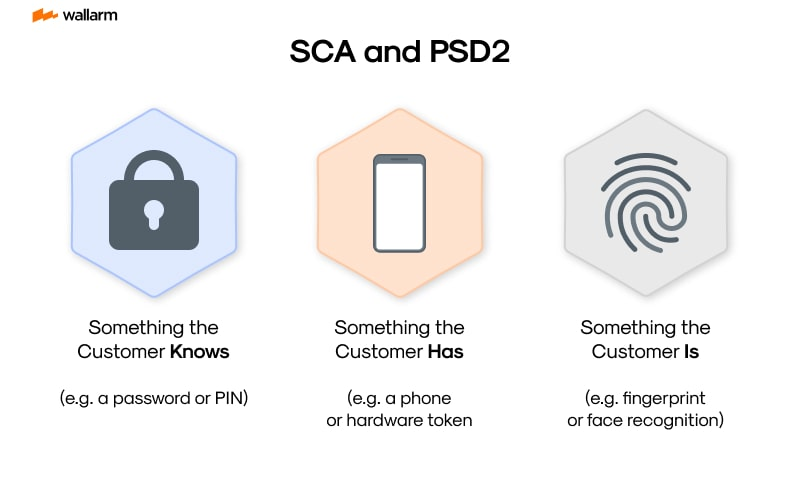 wallarm
SCA and PSD2
Something the
Customer Knows
(e.g. a password or PIN)
Something the
Customer Has
(e.g. a phone
or hardware token
Something the
Customer Is
(e.g. fingerprint
or face recognition)